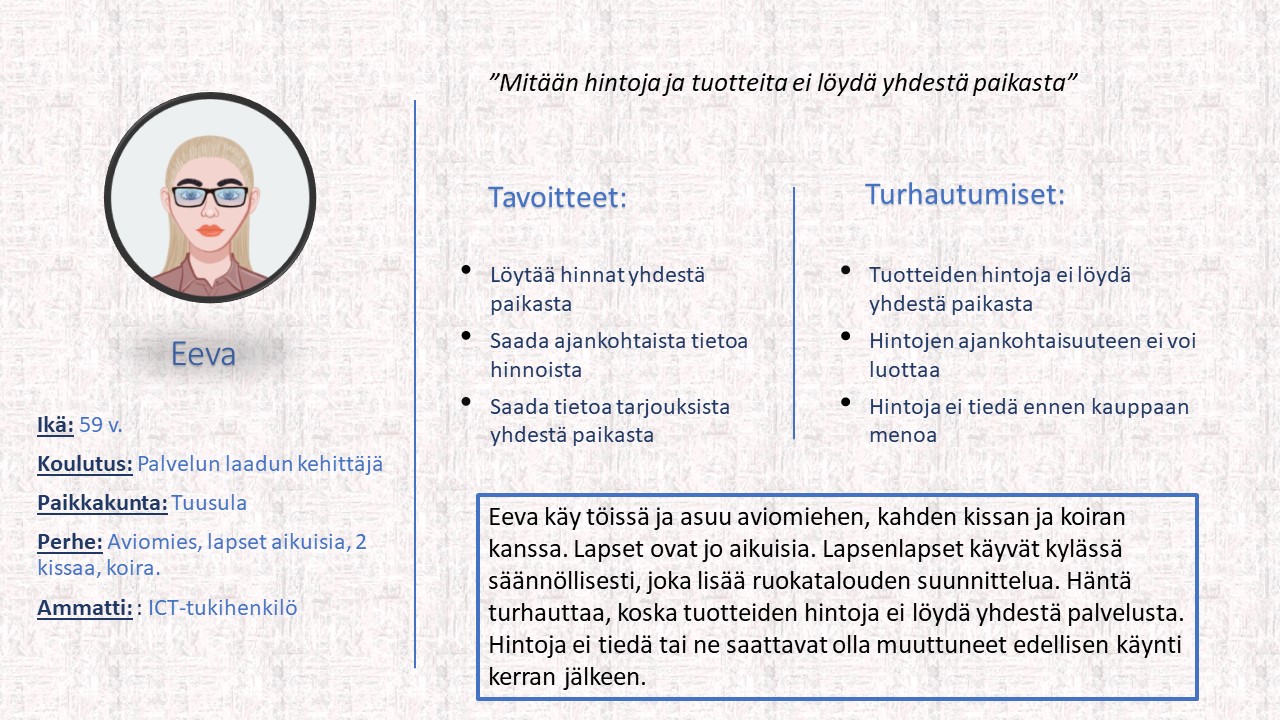 ”Mitään hintoja ja tuotteita ei löydä yhdestä paikasta”
Eeva
Ikä: 59 v.
Koulutus: Palvelun laadun kehittäjä
Paikkakunta: Tuusula
Perhe: Aviomies, lapset aikuisia, 2
kissaa, koira.
Ammatti: : ICT-tukihenkilö
Tavoitteet:
• Löytää hinnat yhdestä
paikasta
• Saada ajankohtaista tietoa
hinnoista
• Saada tietoa tarjouksista
yhdestä paikasta
Turhautumiset:
• Tuotteiden hintoja ei löydä
yhdestä paikasta
• Hintojen ajankohtaisuuteen ei voi
luottaa
• Hintoja ei tiedä ennen kauppaan
menoa
Eeva käy töissä ja asuu aviomiehen, kahden kissan ja koiran
kanssa. Lapset ovat jo aikuisia. Lapsenlapset käyvät kylässä
säännöllisesti, joka lisää ruokatalouden suunnittelua. Häntä
turhauttaa, koska tuotteiden hintoja ei löydä yhdestä palvelusta.
Hintoja ei tiedä tai ne saattavat olla muuttuneet edellisen käynti
kerran jälkeen.